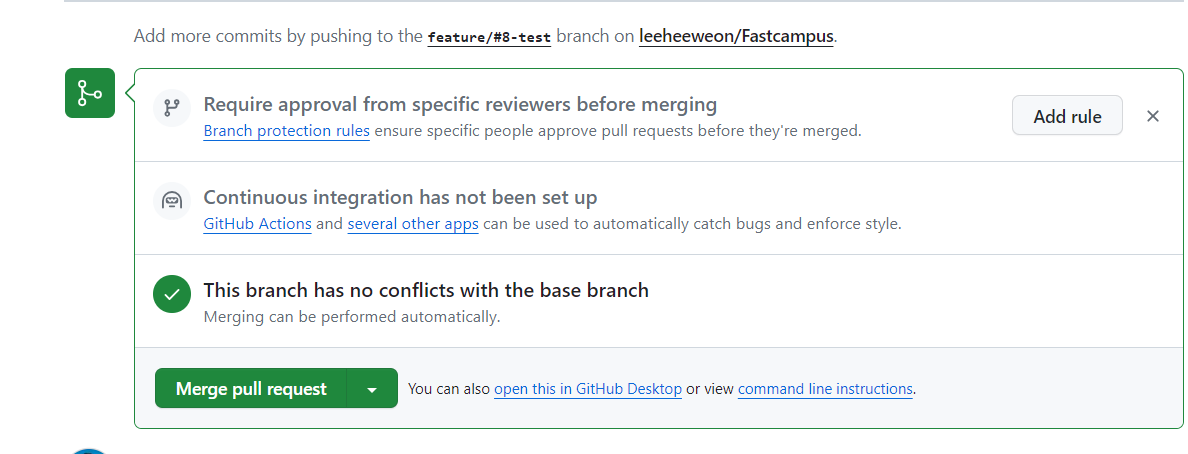 Add more commits by pushing to the feature/#8-test branch on leeheeweon/Fastcampus.
Require approval from specific reviewers before merging
Branch protection rules ensure specific people approve pull requests before they're merged.
Add rule
Continuous integration has not been set up
GitHub Actions and several other apps can be used to automatically catch bugs and enforce style.
This branch has no conflicts with the base branch
Merging can be performed automatically.
Merge pull request
You can also open this in GitHub Desktop or view command line instructions.